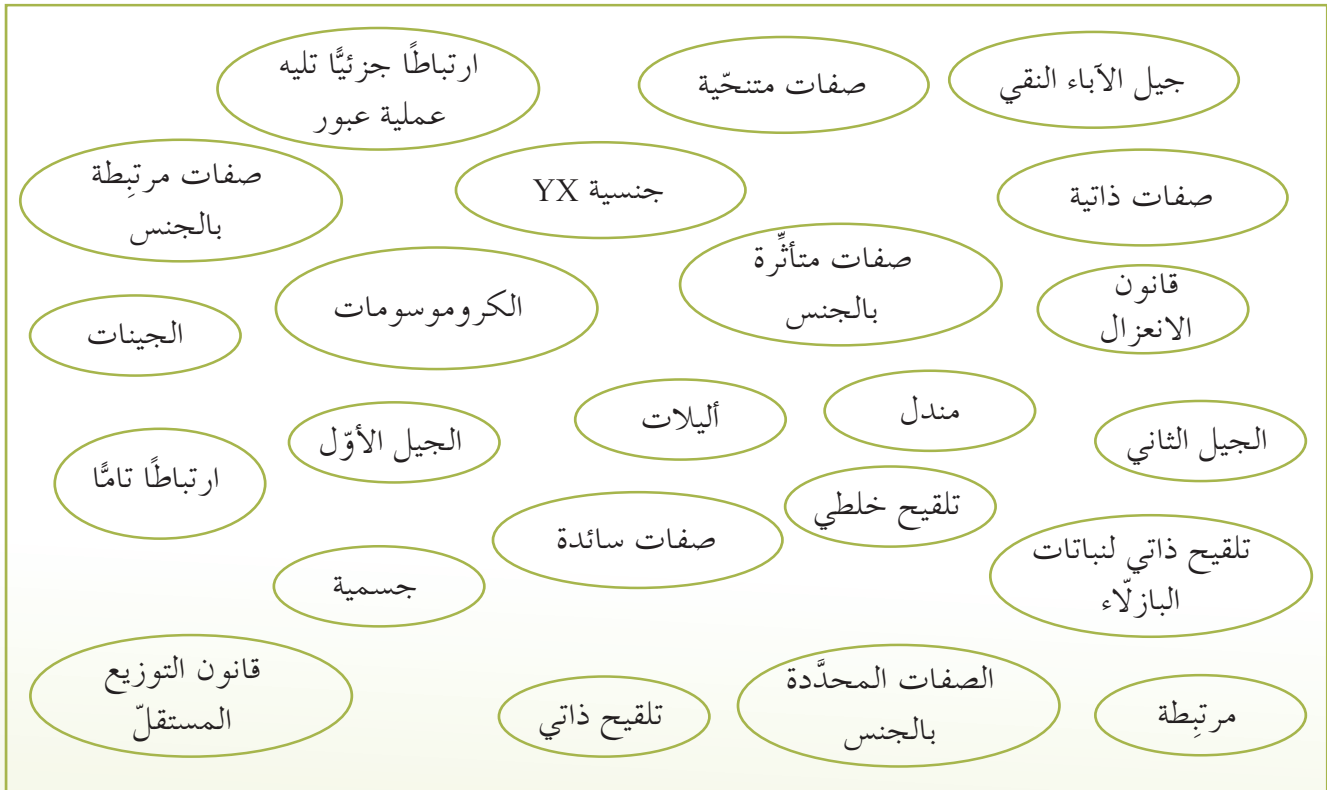 جيل الآباء النقي
صفات متنحّية
ارتباطًا جزئيًّا تليه
عملية عبور
صفات ذاتية
جنسية YX
صفات مرتبِطة
بالجنس
قانون
الانعزال
صفات متأثِّرة
بالجنس
الكروموسومات
الجينات
الجيل الثاني
مندل
أليلات
الجيل الأوّل
ارتباطًا تامًّا
تلقيح خلطي
صفات سائدة
تلقيح ذاتي لنباتات
البازلّاء
جسمية
مرتبِطة
الصفات المحدَّدة
بالجنس
تلقيح ذاتي
قانون التوزيع
المستقلّ